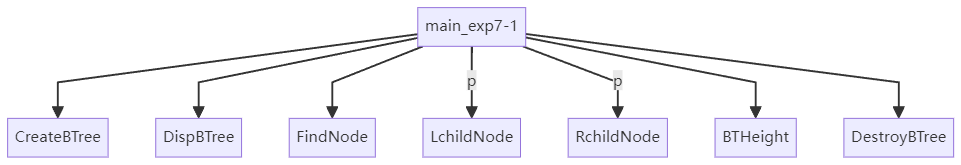 main_exp7-1
p
p
CreateBTree
DispBTree
FindNode
LchildNode
RchildNode
BTHeight
DestroyBTree